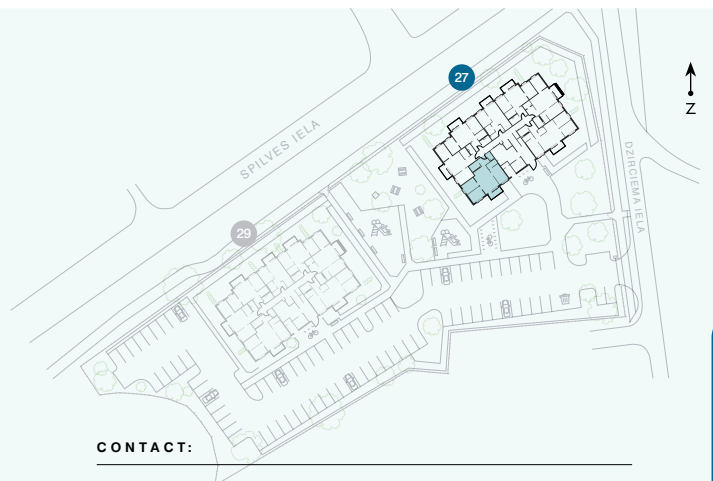 27
Z
SPILVES IELA
DZIRCIEMA IELA
29
CONTACT: